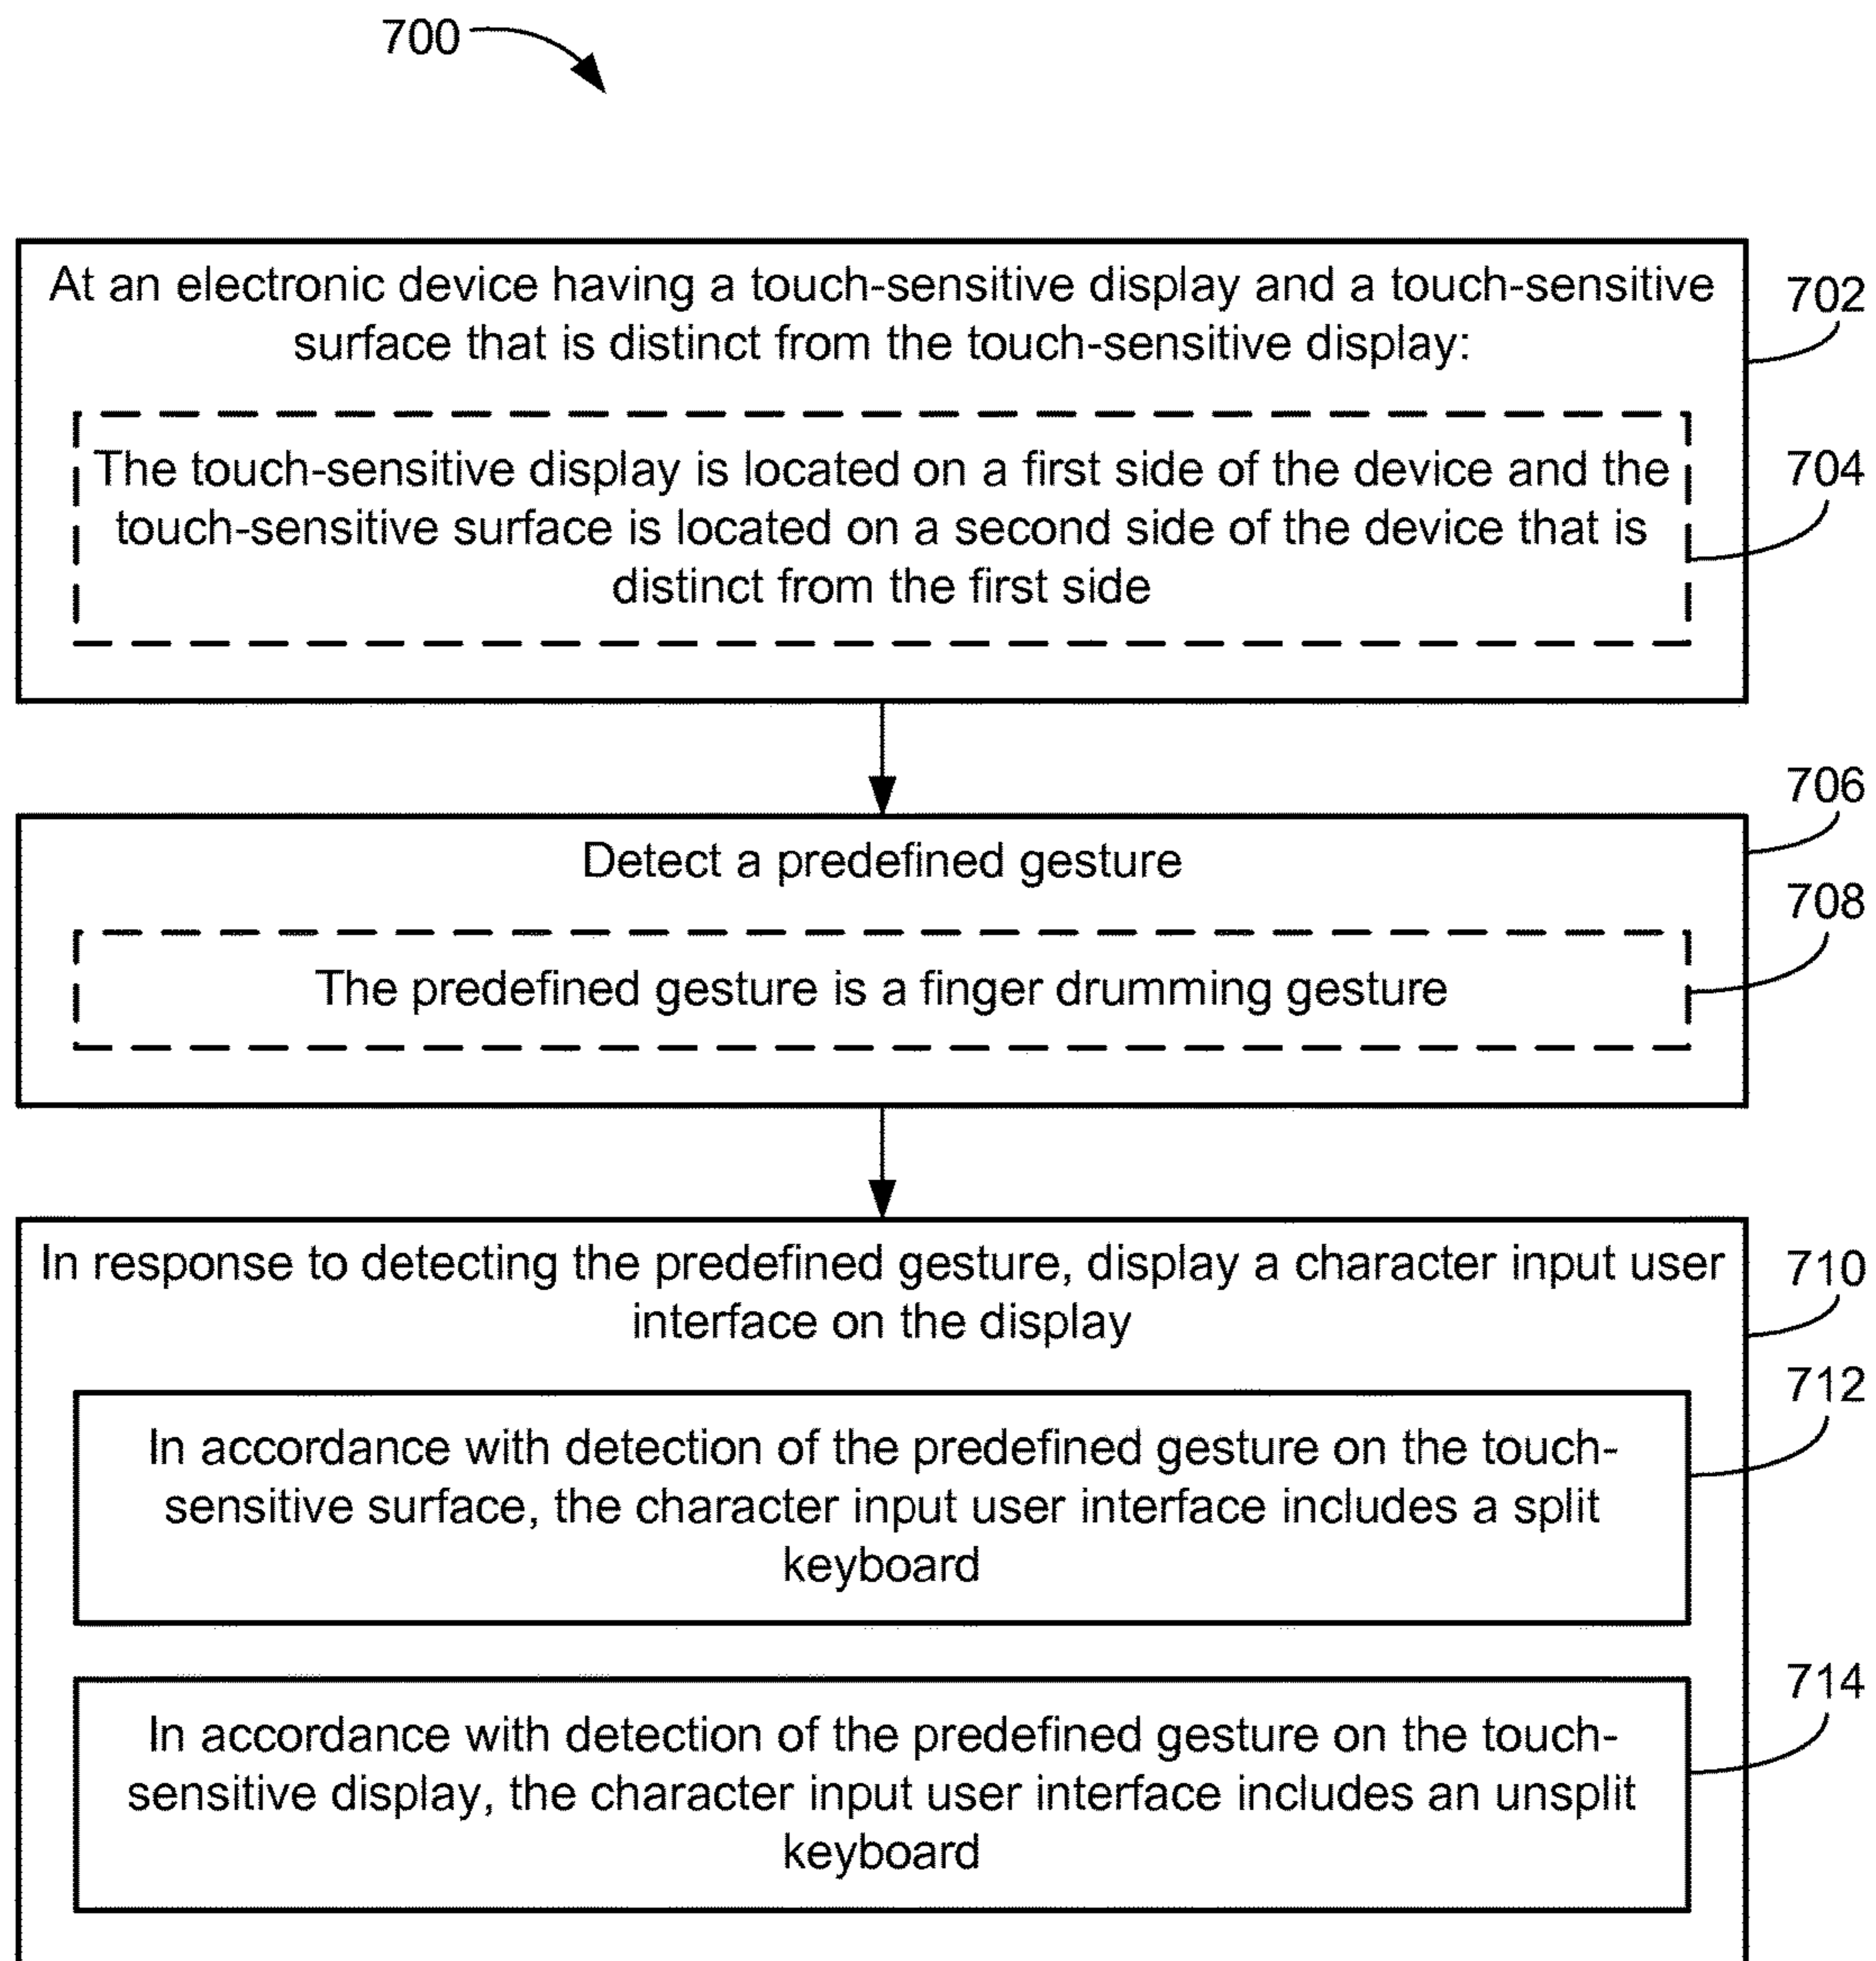 700
At an electronic device having a touch-sensitive display and a touch-sensitive
surface that is distinct from the touch-sensitive display:
702
The touch-sensitive display is located on a first side of the device and the
touch-sensitive surface is located on a second side of the device that is
distinct from the first side
704
706
Detect a predefined gesture
708
The predefined gesture is a finger drumming gesture
In response to detecting the predefined gesture, display a character input user
interface on the display
710
712
In accordance with detection of the predefined gesture on the touch-
sensitive surface, the character input user interface includes a split
keyboard
714
In accordance with detection of the predefined gesture on the touch-
sensitive display, the character input user interface includes an unsplit
keyboard